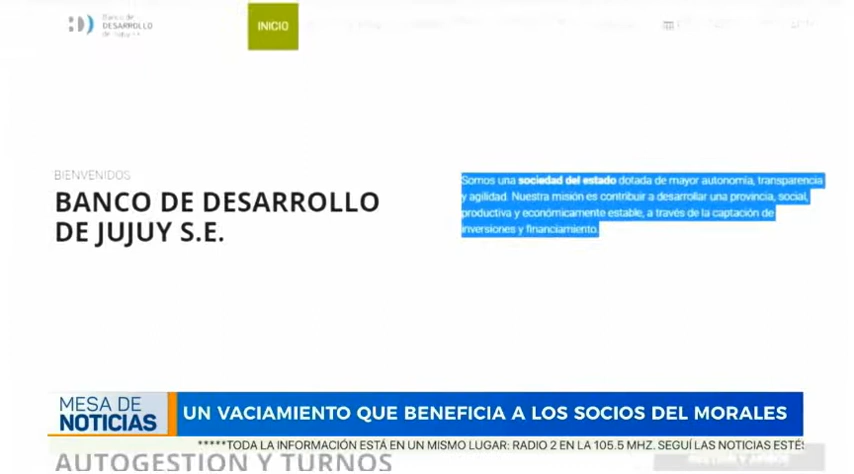 Banco de
DESARROLLO
de Jujuy
INICIO
BIENVENIDOS
BANCO DE DESARROLLO
DE JUJUY S.E.
Somos una sociedad del estado dotada de mayor autonomía, transparencia
y agilidad. Nuestra misión es contribuir a desarrollar una provincia, social,
productiva y económicamente estable, a través de la captación de
inversiones y financiamiento.
MESA DE
NOTICIAS
UN VACIAMIENTO QUE BENEFICIA A LOS SOCIOS DEL MORALES
*****TODA LA INFORMACIÓN ESTÁ EN UN MISMO LUGAR: RADIO 2 EN LA 105.5 MHZ. SEGUÍ LAS NOTICIAS ESTÉS
AUTOGESTION Y TURNOS